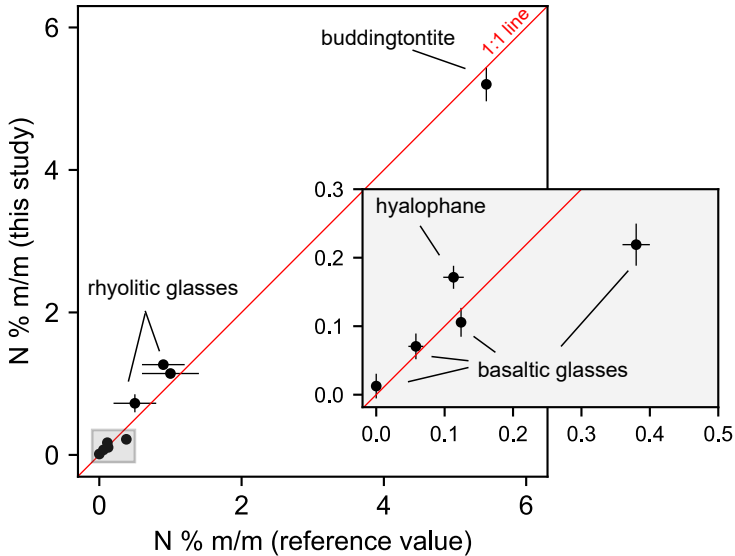 6
buddingtontite
1:1 line
N % m/m (this study)
4
0.3
hyalophane
0.2
rhyolitic glasses
2
0.1
basaltic glasses
0.0
0.0 0.1 0.2 0.3 0.4 0.5
0
0 2 4 6
N % m/m (reference value)